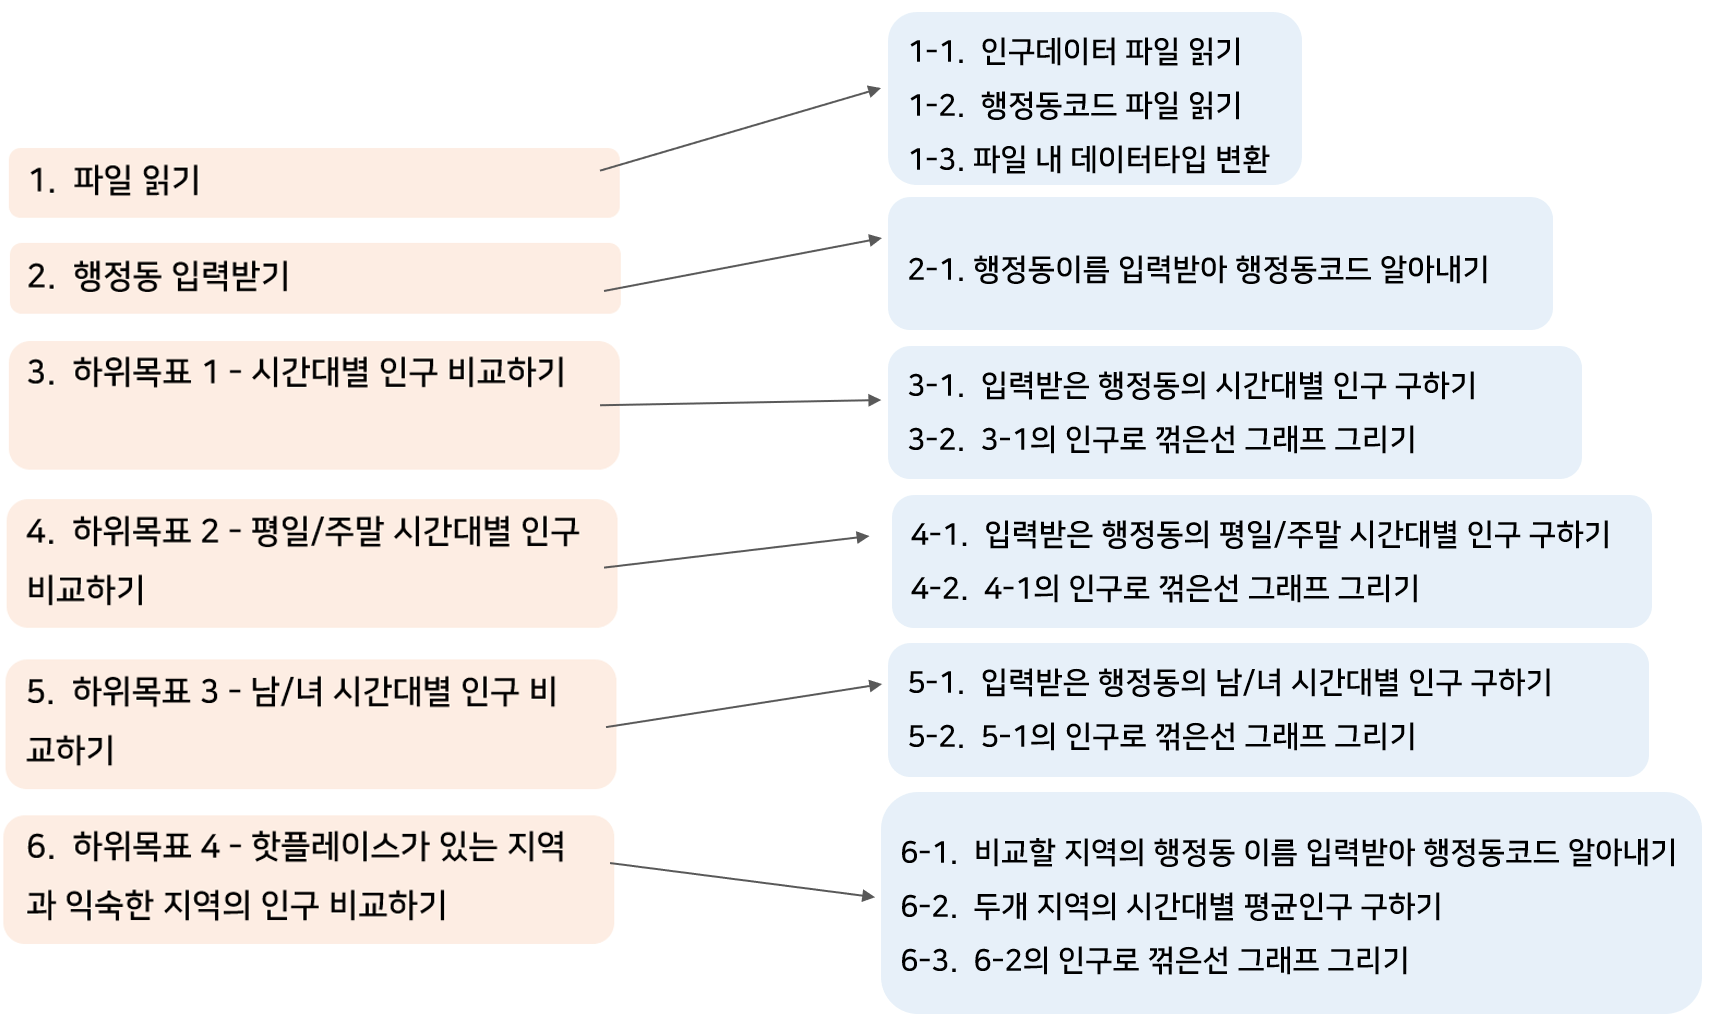 1. 파일 읽기
1-1. 인구데이터 파일 읽기
1-2. 행정동코드 파일 읽기
1-3. 파일 내 데이터타입 변환
2. 행정동 입력받기
2-1. 행정동이름 입력받아 행정동코드 알아내기
3. 하위목표 1 - 시간대별 인구 비교하기
3-1. 입력받은 행정동의 시간대별 인구 구하기
3-2. 3-1의 인구로 꺾은선 그래프 그리기
4. 하위목표 2 - 평일/주말 시간대별 인구
비교하기
4-1. 입력받은 행정동의 평일/주말 시간대별 인구 구하기
4-2. 4-1의 인구로 꺾은선 그래프 그리기
5. 하위목표 3 - 남/녀 시간대별 인구 비
교하기
5-1. 입력받은 행정동의 남/녀 시간대별 인구 구하기
5-2. 5-1의 인구로 꺾은선 그래프 그리기
6. 하위목표 4 - 핫플레이스가 있는 지역
과 익숙한 지역의 인구 비교하기
6-1. 비교할 지역의 행정동 이름 입력받아 행정동코드 알아내기
6-2. 두개 지역의 시간대별 평균인구 구하기
6-3. 6-2의 인구로 꺾은선 그래프 그리기